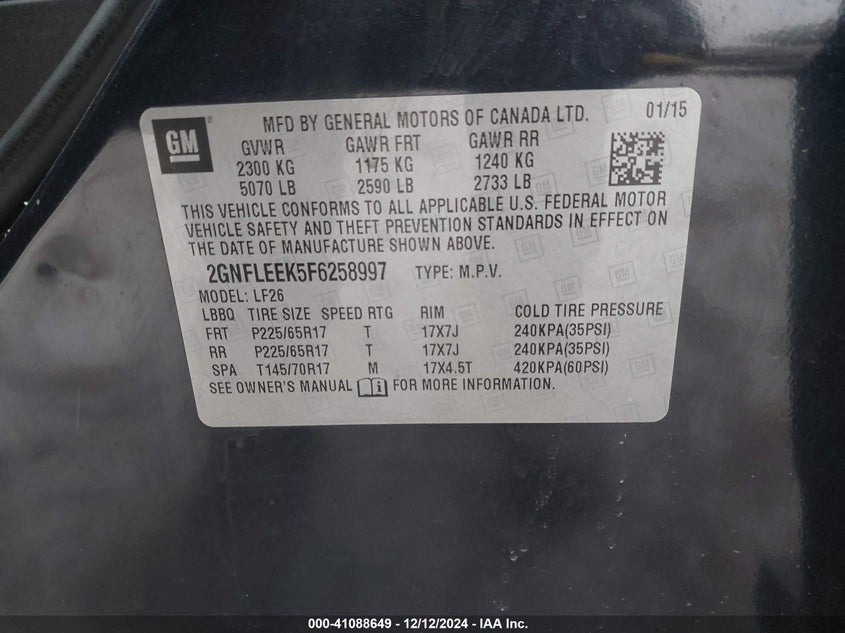 GM ®
MFD BY GENERAL MOTORS OF CANADA LTD. 01/15
GVWR GAWR FRT GAWR RR
2300 KG 1175 KG 1240 KG
5070 LB 2590 LB 2733 LB
THIS VEHICLE CONFORMS TO ALL APPLICABLE U.S. FEDERAL MOTOR
VEHICLE SAFETY AND THEFT PREVENTION STANDARDS IN EFFECT ON
THE DATE OF MANUFACTURE SHOWN ABOVE.
2GNFLEEK5F6258997 TYPE: M.P.V.
MODEL: LF26
LBBQ TIRE SIZE SPEED RTG RIM COLD TIRE PRESSURE
FRT P225/65R17 T 17X7J 240KPA(35PSI)
RR P225/65R17 T 17X7J 240KPA(35PSI)
SPA T145/70R17 M 17X4.5T 420KPA(60PSI)
SEE OWNER'S MANUAL FOR MORE INFORMATION.
000-41088649 - 12/12/2024 - IAA Inc.